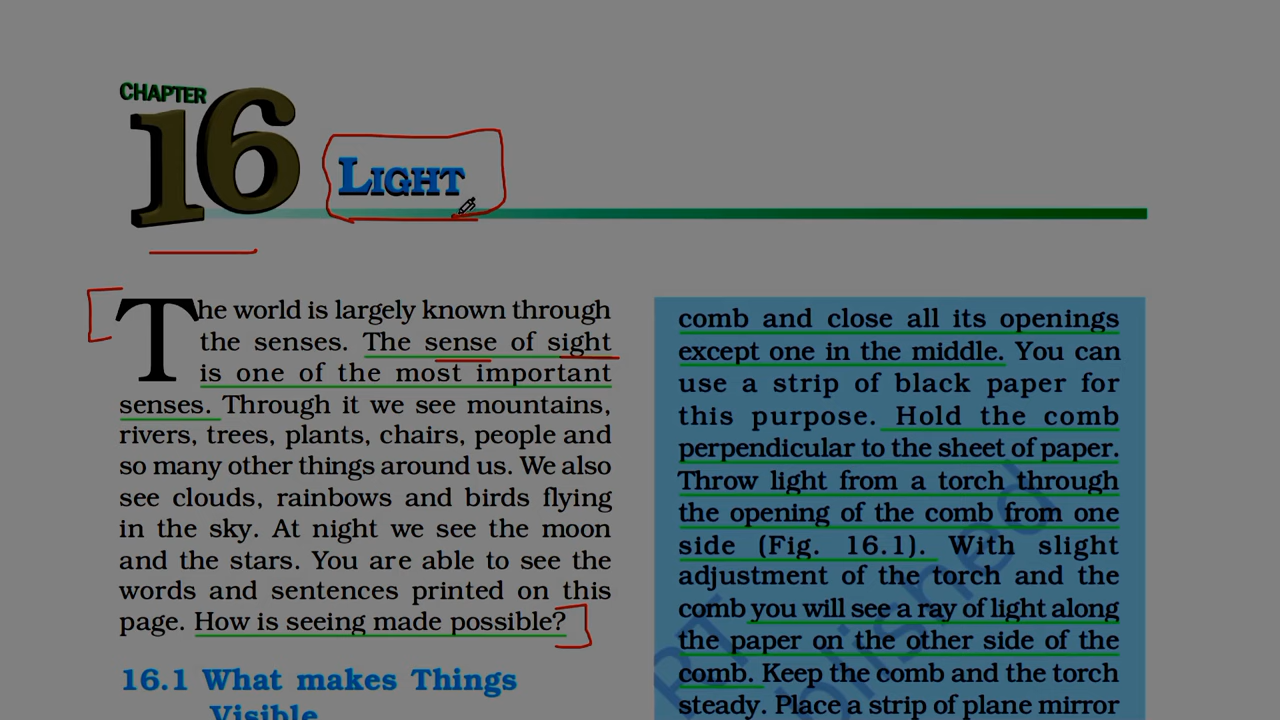 CHAPTER
16
LIGHT
The world is largely known through
the senses. The sense of sight
is one of the most important
senses. Through it we see mountains,
rivers, trees, plants, chairs, people and
so many other things around us. We also
see clouds, rainbows and birds flying
in the sky. At night we see the moon
and the stars. You are able to see the
words and sentences printed on this
page. How is seeing made possible?
16.1 What makes Things
Visible
comb and close all its openings
except one in the middle. You can
use a strip of black paper for
this purpose. Hold the comb
perpendicular to the sheet of paper.
Throw light from a torch through
the opening of the comb from one
side (Fig. 16.1). With slight
adjustment of the torch and the
comb you will see a ray of light along
the paper on the other side of the
comb. Keep the comb and the torch
steady. Place a strip of plane mirror